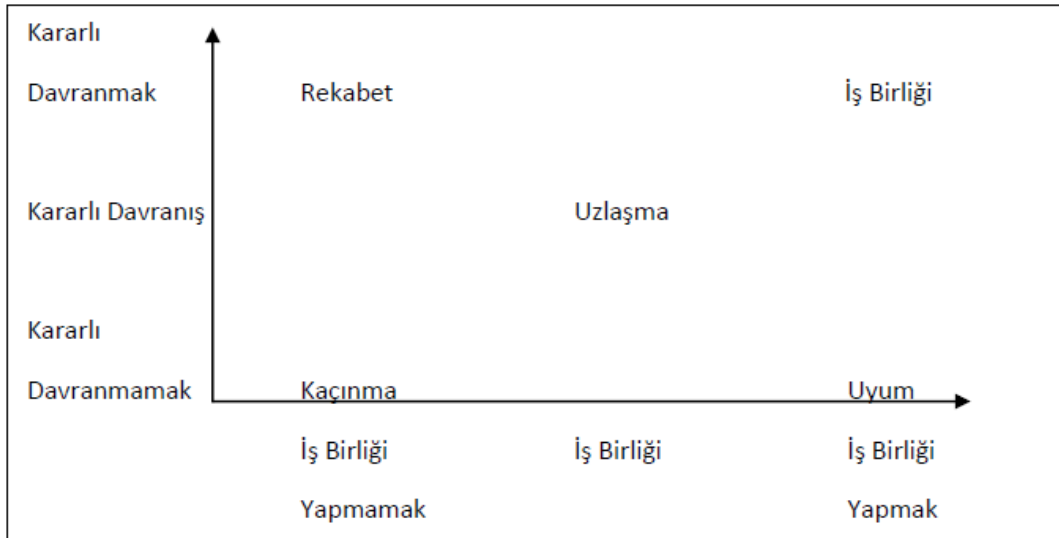 Kararlı
Davranmak Rekabet İş Birliği
Kararlı Davranış Uzlaşma
Kararlı
Davranmamak Kaçınma Uyum
İş Birliği İş Birliği İş Birliği
Yapmamak Yapmak